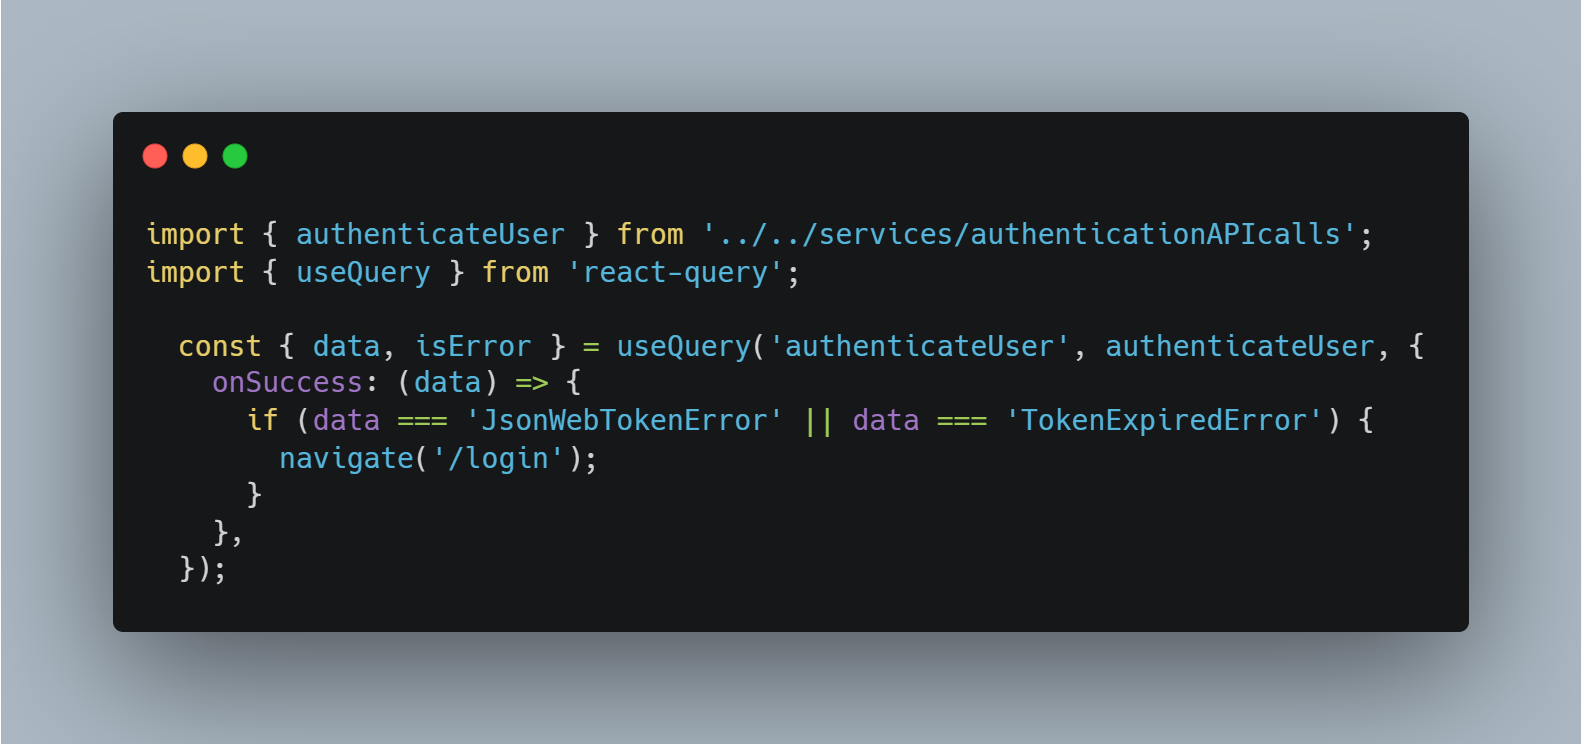 import { authenticateUser } from '../../services/authenticationAPIcalls';
import { useQuery } from 'react-query';
const { data, isError } = useQuery('authenticateUser', authenticateUser, {
onSuccess: (data) => {
if (data === 'JsonWebTokenError' || data === 'TokenExpiredError') {
navigate('/login');
}
},
});